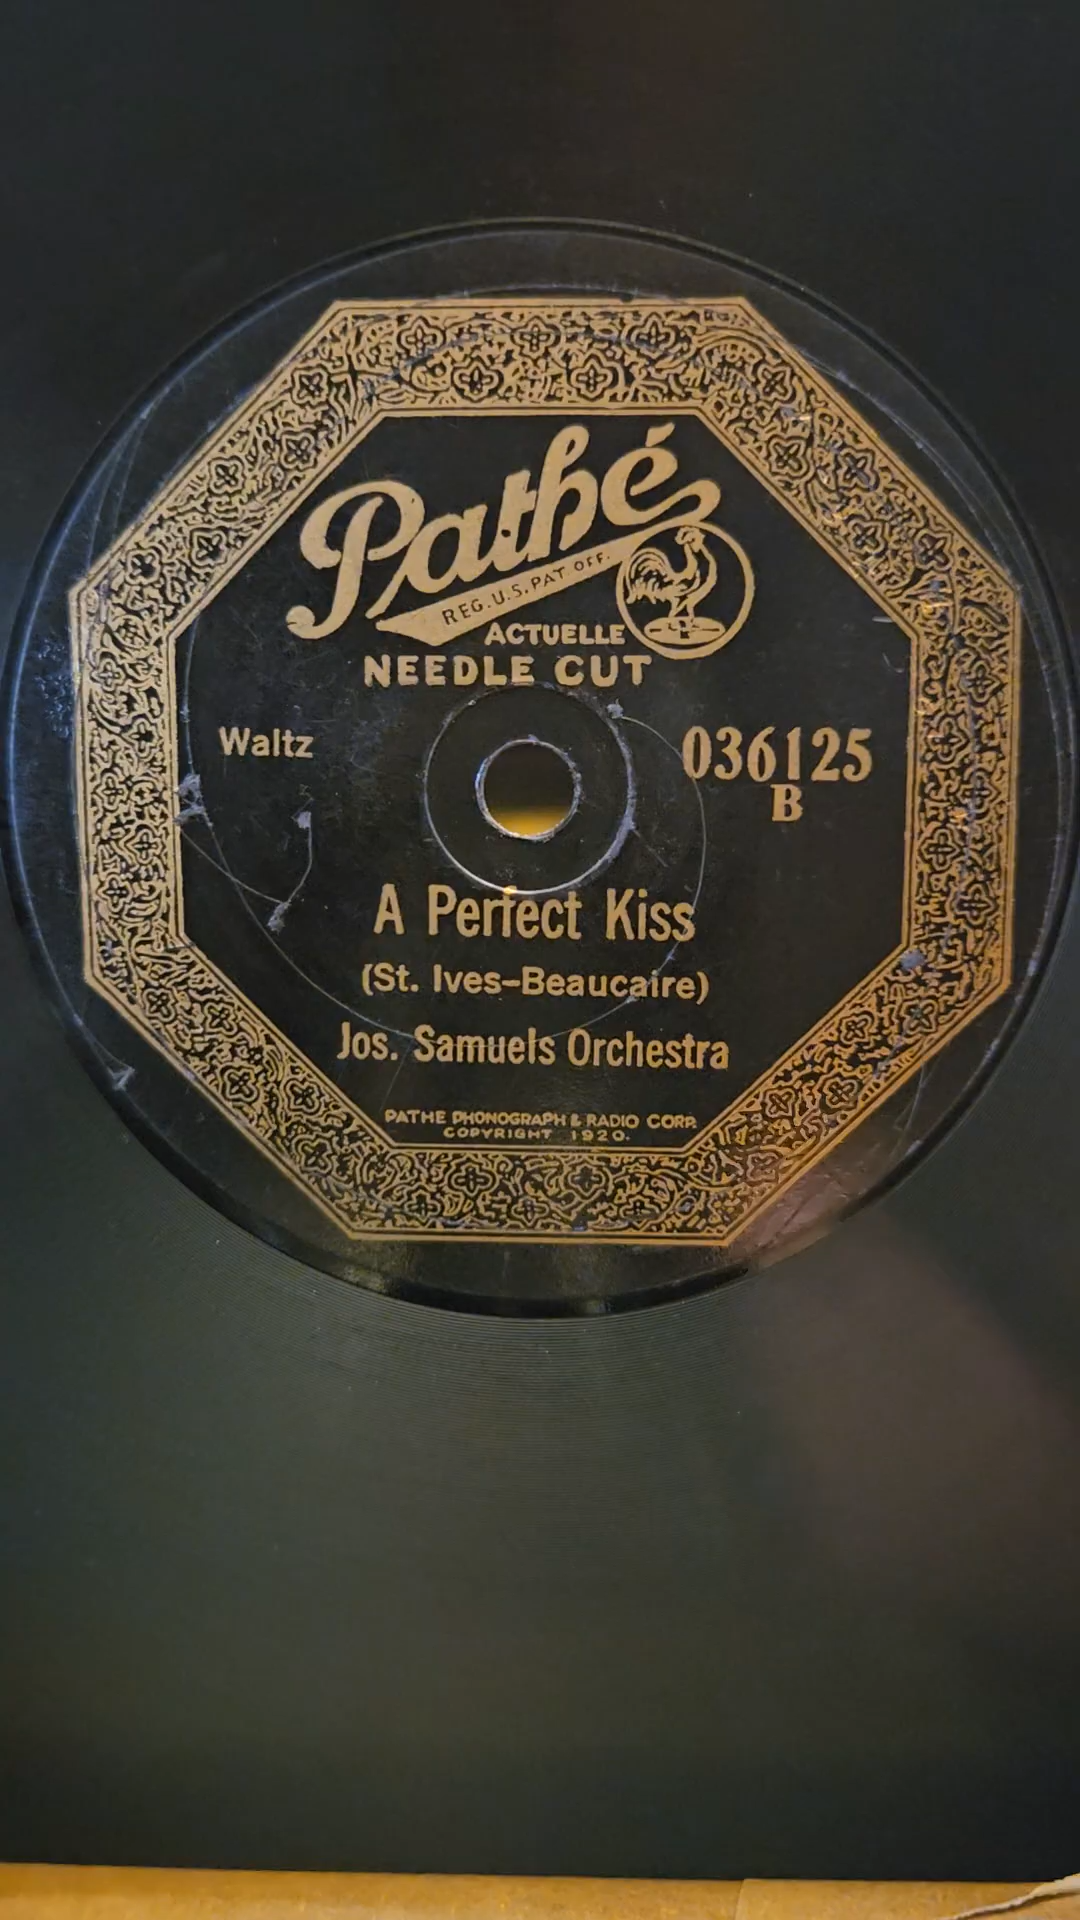 Pathé
REG. U.S. PAT. OFF.
ACTUELLE
NEEDLE CUT
Waltz
036125
B
A Perfect Kiss
(St. Ives-Beaucaire)
Jos. Samuels Orchestra
PATHE PHONOGRAPH & RADIO CORP.
COPYRIGHT 1920.